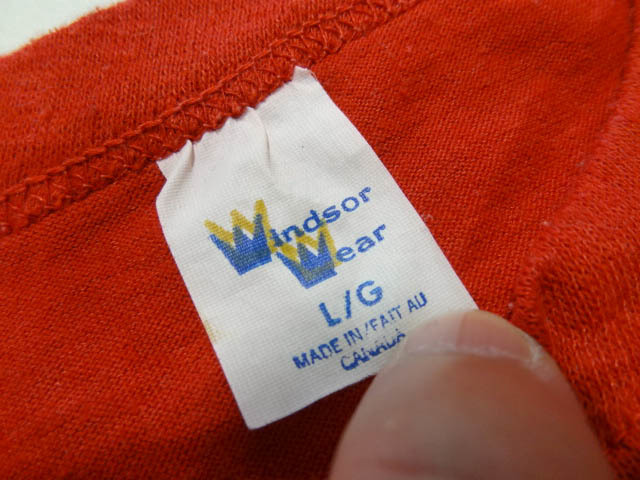 Windsor
Wear
L/G
MADE IN/FAIT AU
CANADA